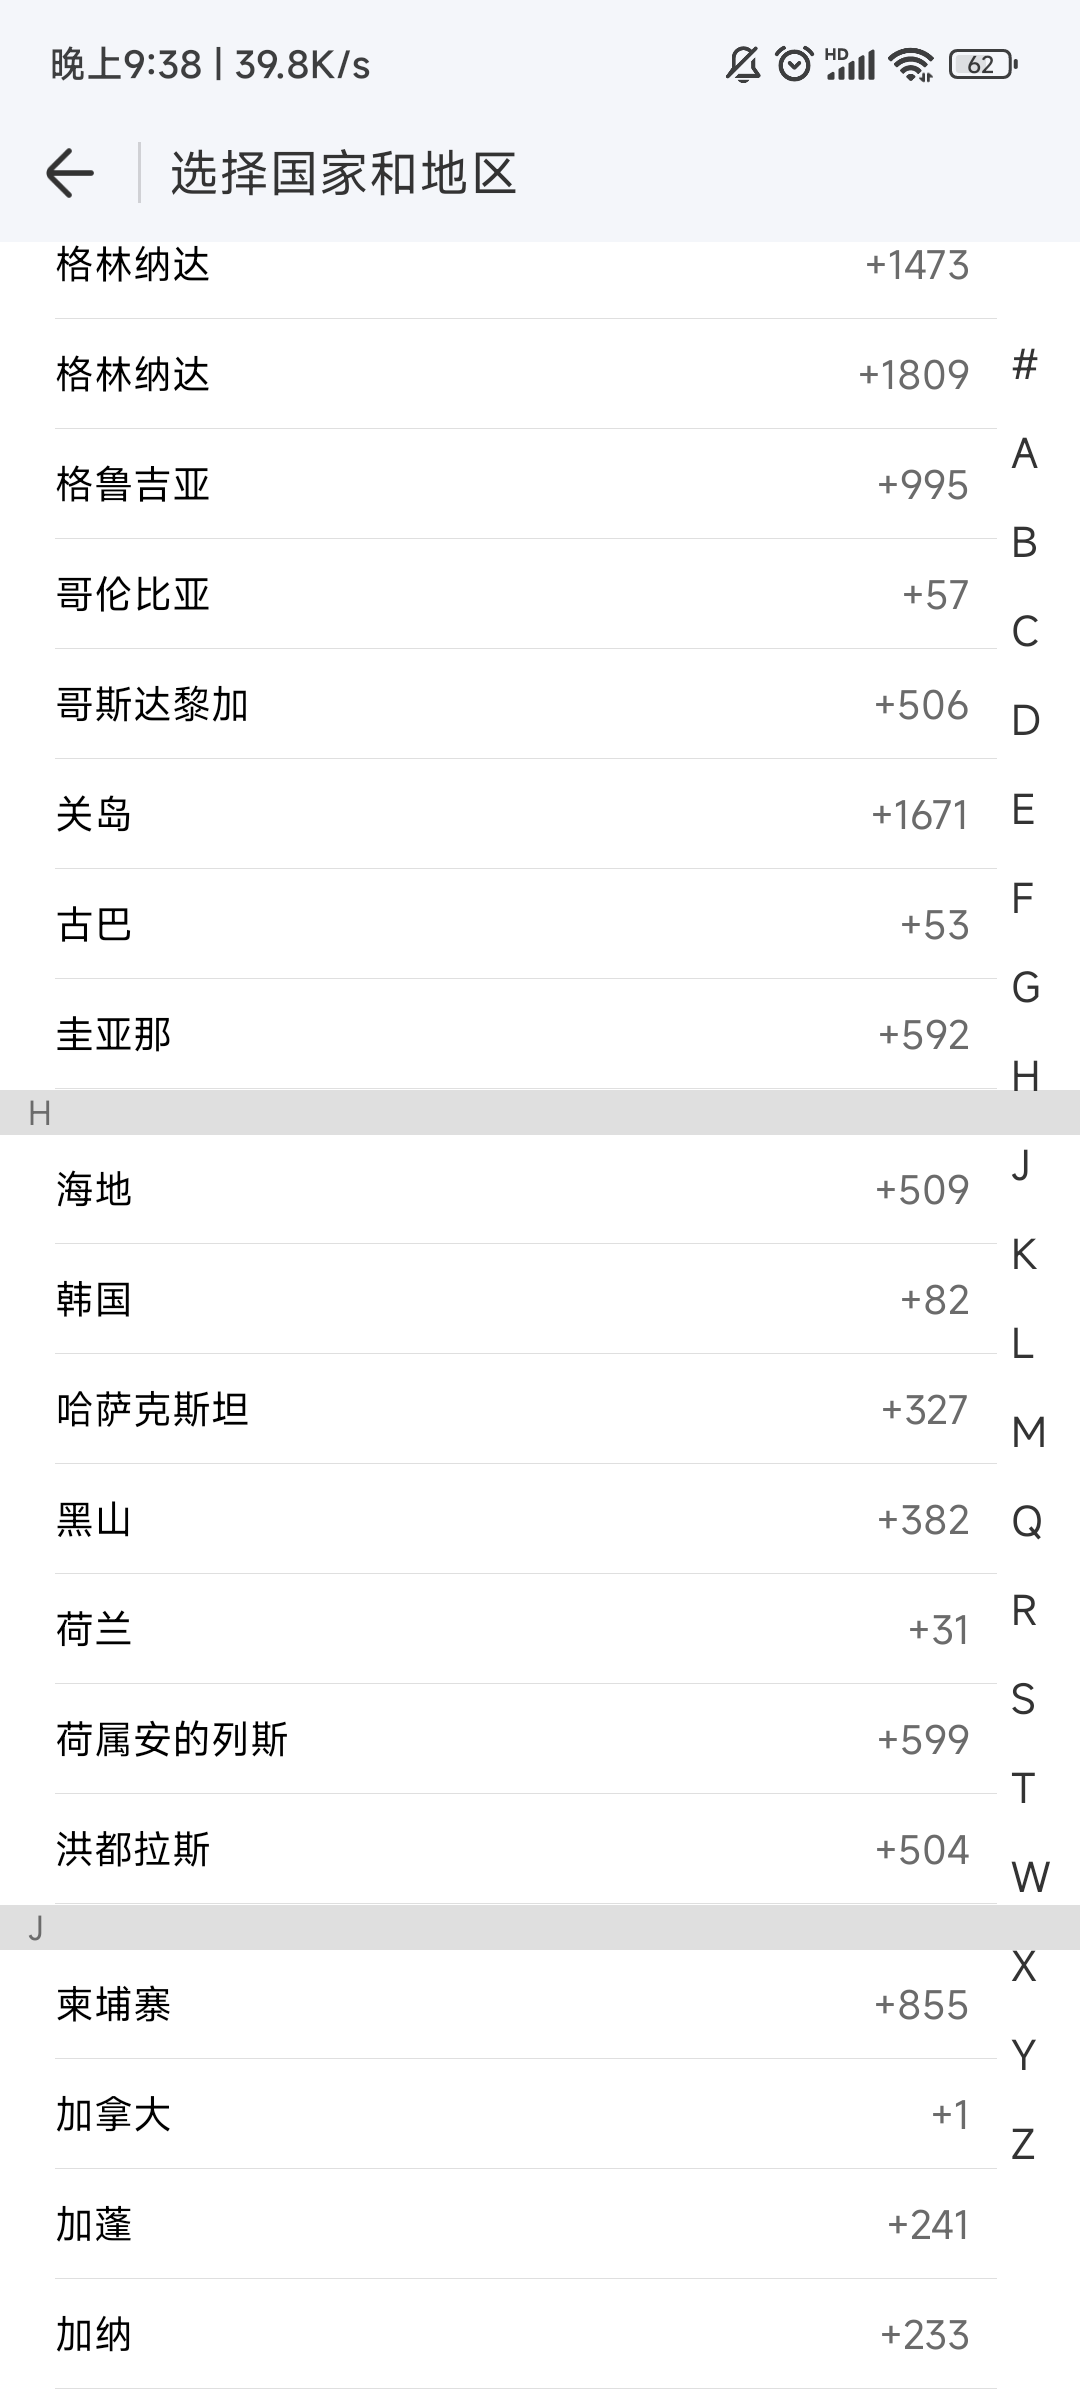 晚上9:38 | 39.8K/s
HD
62
选择国家和地区
格林纳达 +1473
格林纳达 +1809
格鲁吉亚 +995
哥伦比亚 +57
哥斯达黎加 +506
关岛 +1671
古巴 +53
圭亚那 +592
H
海地 +509
韩国 +82
哈萨克斯坦 +327
黑山 +382
荷兰 +31
荷属安的列斯 +599
洪都拉斯 +504
J
柬埔寨 +855
加拿大 +1
加蓬 +241
加纳 +233
#
A
B
C
D
E
F
G
H
J
K
L
M
Q
R
S
T
W
X
Y
Z